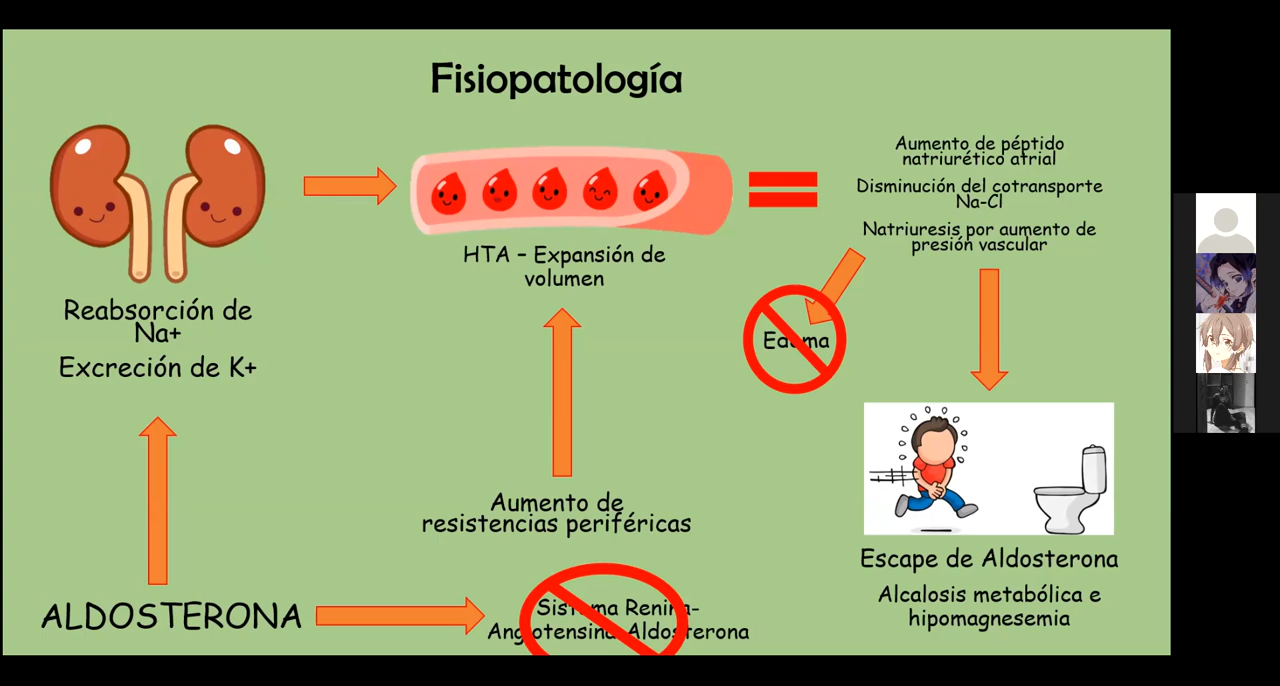 Fisiopatología
Reabsorción de
Na+
Excreción de K+
HTA – Expansión de
volumen
Aumento de péptido
natriurético atrial
Disminución del cotransporte
Na-Cl
Natriuresis por aumento de
presión vascular
Edema
Aumento de
resistencias periféricas
ALDOSTERONA
Sistema Renina-
Angiotensina-Aldosterona
Escape de Aldosterona
Alcalosis metabólica e
hipomagnesemia